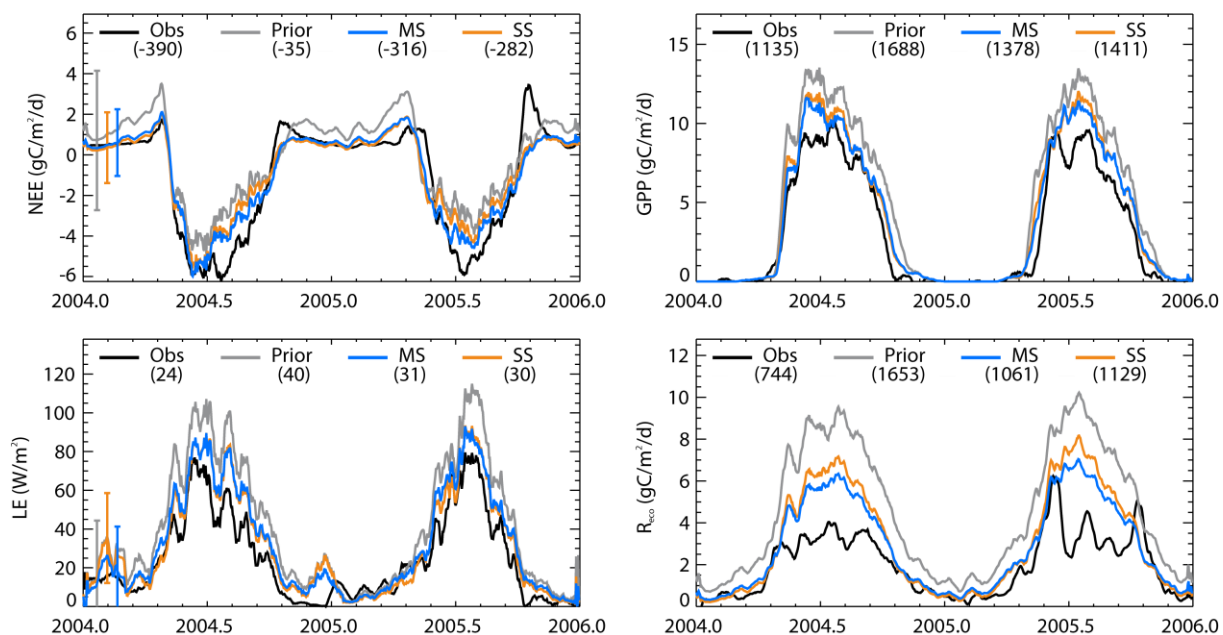 Obs Prior MS SS
(-390) (-35) (-316) (-282)
NEE (gC/m²/d)
6
4
2
0
-2
-4
-6
2004.0 2004.5 2005.0 2005.5 2006.0
Obs Prior MS SS
(1135) (1688) (1378) (1411)
GPP (gC/m²/d)
15
10
5
0
2004.0 2004.5 2005.0 2005.5 2006.0
Obs Prior MS SS
(24) (40) (31) (30)
LE (W/m²)
120
100
80
60
40
20
0
2004.0 2004.5 2005.0 2005.5 2006.0
Obs Prior MS SS
(744) (1653) (1061) (1129)
R_eco (gC/m²/d)
12
10
8
6
4
2
0
2004.0 2004.5 2005.0 2005.5 2006.0